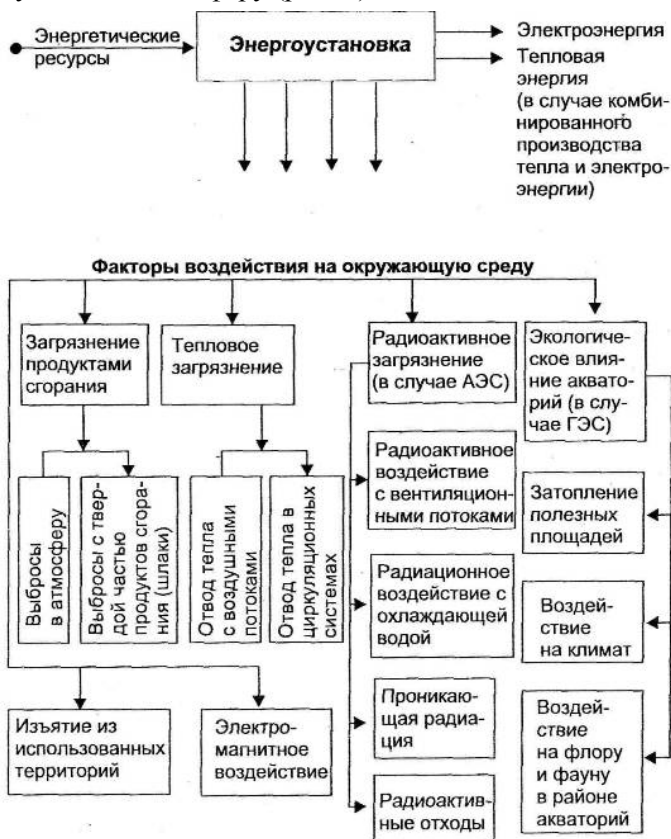 Энергетические
ресурсы
Энергоустановка
Электроэнергия
Тепловая
энергия
(в случае комби-
нированного
производства
тепла и электро-
энергии)
Факторы воздействия на окружающую среду
Загрязнение
продуктами
сгорания
Тепловое
загрязнение
Радиоактивное
загрязнение
(в случае АЭС)
Экологиче-
ское влия-
ние аквато-
рий (в слу-
чае ГЭС)
Выбросы
в атмосферу
Выбросы с твер-
дой частью
продуктов сгора-
ния (шлаки)
Отвод тепла
с воздушными
потоками
Отвод тепла в
циркуляционных
системах
Радиоактивное
воздействие
с вентиляцион-
ными потоками
Затопление
полезных
площадей
Радиационное
воздействие с
охлаждающей
водой
Воздей-
ствие
на климат
Изъятие из
использованных
территорий
Электро-
магнитное
воздействие
Проникаю-
щая радиа-
ция
Воздей-
ствие
на флору
и фауну
в районе
акваторий
Радиоактив-
ные отходы